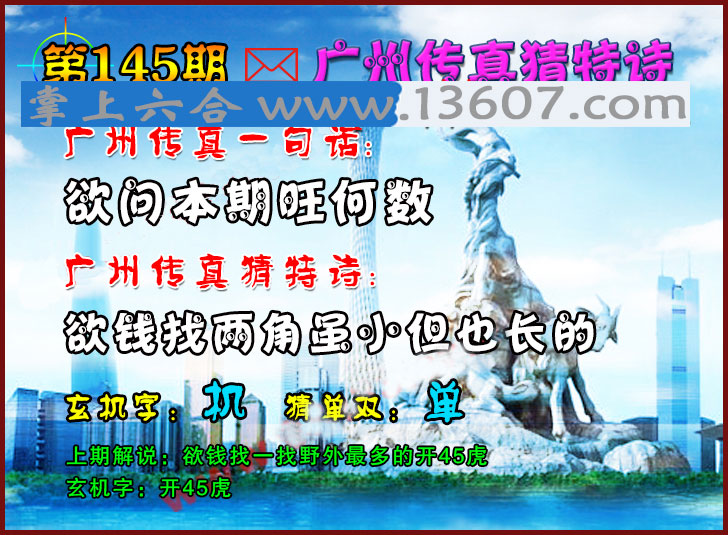 第145期 广州传真猜特诗
掌上六合 www.13607.com
广州传真一句话：
欲问本期旺何数
广州传真猜特诗：
欲钱找两角虽小但也长的
玄机字：机 猜单双：单
上期解说：欲钱找一找野外最多的开45虎
玄机字：开45虎